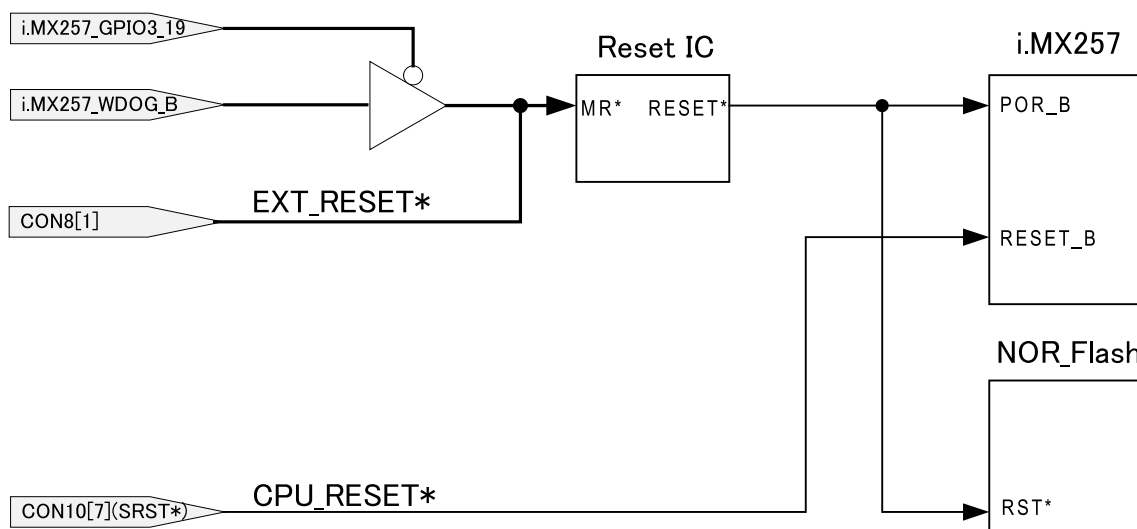 i.MX257_GPIO3_19
Reset IC
i.MX257
i.MX257_WDOG_B
MR*
RESET*
POR_B
EXT_RESET*
CON8[1]
RESET_B
NOR_Flash
CPU_RESET*
CON10[7](SRST*)
RST*